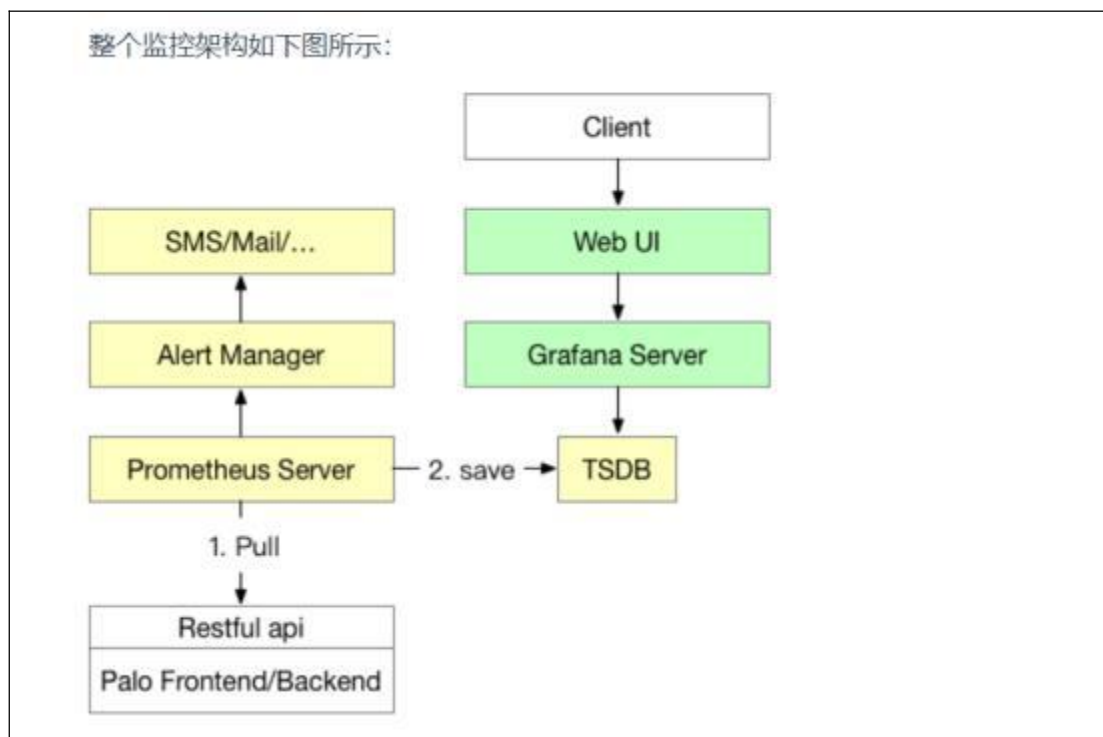 整个监控架构如下图所示：
Client
SMS/Mail/...
Web UI
Alert Manager
Grafana Server
Prometheus Server
2. save
TSDB
1. Pull
Restful api
Palo Frontend/Backend